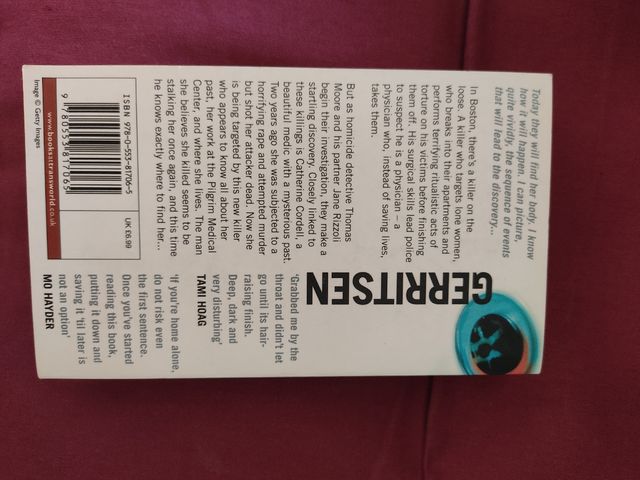 Today they will find her body. I know
how it will happen. I can picture,
quite vividly, the sequence of events
that will lead to the discovery...
In Boston, there's a killer on the
loose. A killer who targets lone women,
who breaks into their apartments and
performs terrifying ritualistic acts of
torture on his victims before finishing
them off. His surgical skills lead police
to suspect he is a physician – a
physician who, instead of saving lives,
takes them.
But as homicide detective Thomas
Moore and his partner Jane Rizzoli
begin their investigation, they make a
startling discovery. Closely linked to
these killings is Catherine Cordell, a
beautiful medic with a mysterious past.
Two years ago she was subjected to a
horrifying rape and attempted murder
but shot her attacker dead. Now she
is being targeted by this new killer
who appears to know all about her
past, her work at the Pilgrim Medical
Center, and where she lives. The man
she believes she killed seems to be
stalking her once again, and this time
he knows exactly where to find her...
GERRITSEN
'Grabbed me by the
throat and didn't let
go until its hair-
raising finish.
Deep, dark and
very disturbing'
TAMI HOAG
'If you're home alone,
do not risk even
the first sentence.
Once you've started
reading this book,
putting it down and
saving it 'til later is
not an option'
MO HAYDER
ISBN 978-0-553-81706-5
UK £6.99
9 780553 817065
www.booksattransworld.co.uk
Image © Getty Images